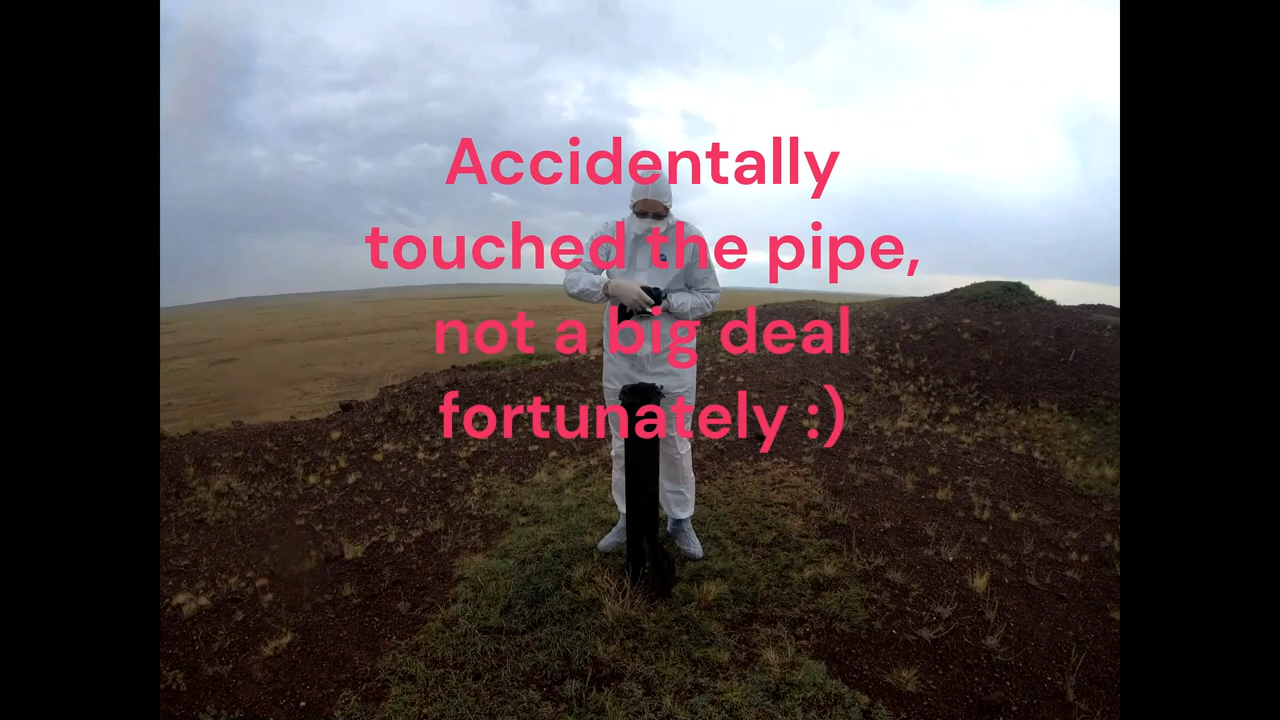 Accidentally
touched the pipe,
not a big deal
fortunately :)